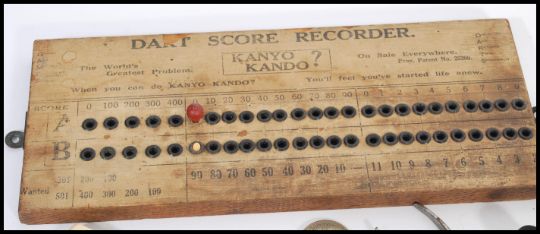 DART SCORE RECORDER.
The World's Greatest Problem.
KANYO KANDO?
On Sale Everywhere.
Prov. Patent No.
When you can do KANYO-KANDO? You'll feel you've started life anew.
SCORE 0 100 200 300 400 0 10 20 30 40 50 60 70 80 90 0 1 2 3 4 5 6 7 8 9
A
B
301 200 100 90 80 70 60 50 40 30 20 10 — 11 10 9 8 7 6 5 4 3
Wanted 501 400 300 200 100